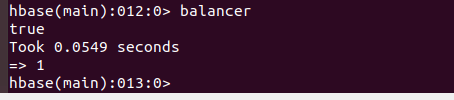 hbase(main):012:0> balancer
true
Took 0.0549 seconds
=> 1
hbase(main):013:0>